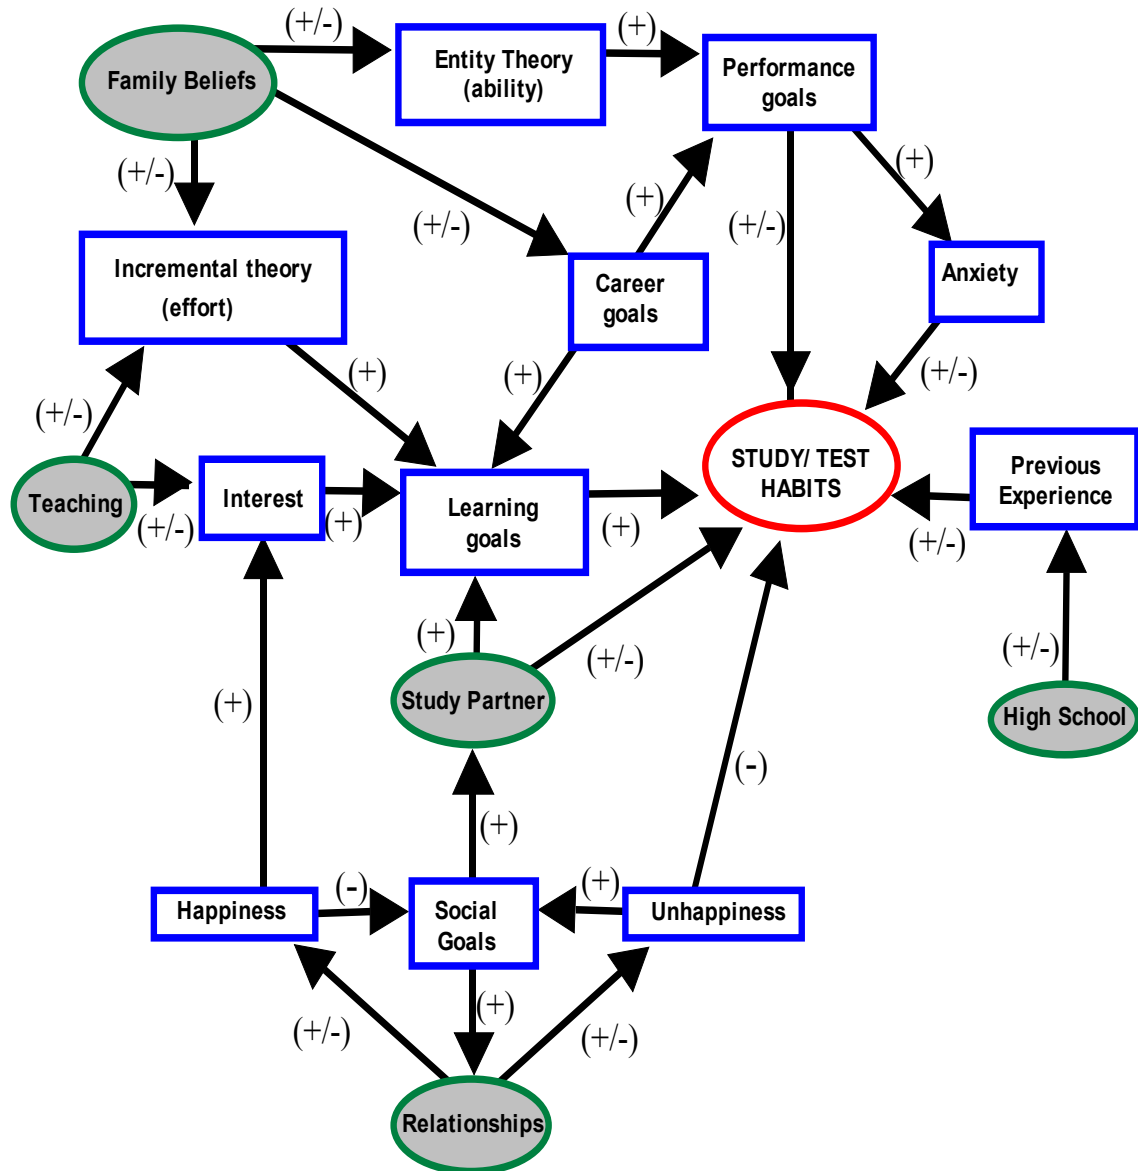 (+/-)
(+)
Family Beliefs
Entity Theory
(ability)
Performance
goals
(+/-)
(+/-)
(+)
(+/-)
(+)
Incremental theory
(effort)
Career
goals
Anxiety
(+)
(+)
(+/-)
(+/-)
Teaching
(+/-)
Interest
(+)
Learning
goals
(+)
STUDY/ TEST
HABITS
(+/-)
Previous
Experience
(+)
(+/-)
(+/-)
Study Partner
High School
(+)
(-)
(+)
Happiness
(-)
Social
Goals
(+)
Unhappiness
(+/-)
(+)
(+/-)
Relationships